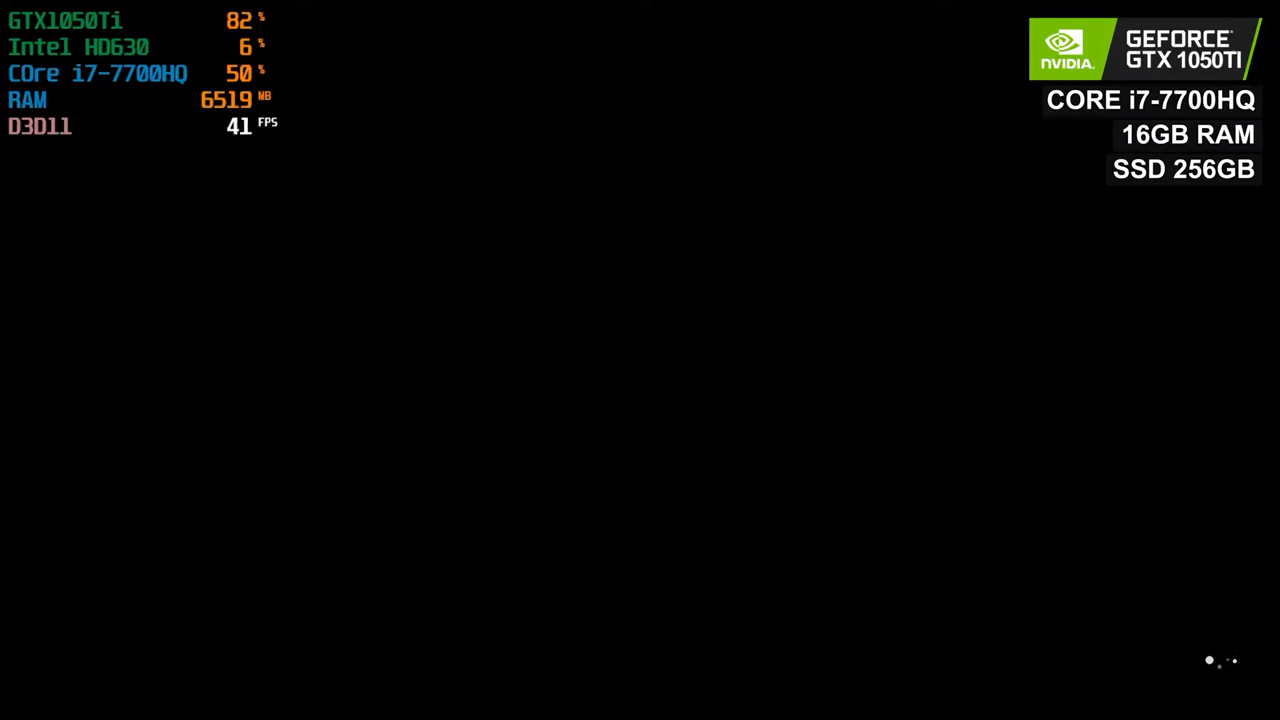 GTX1050Ti 82 %
Intel HD630 6 %
COre i7-7700HQ 50 %
RAM 6519 MB
D3D11 41 FPS
NVIDIA.
GEFORCE®
GTX 1050TI
CORE i7-7700HQ
16GB RAM
SSD 256GB